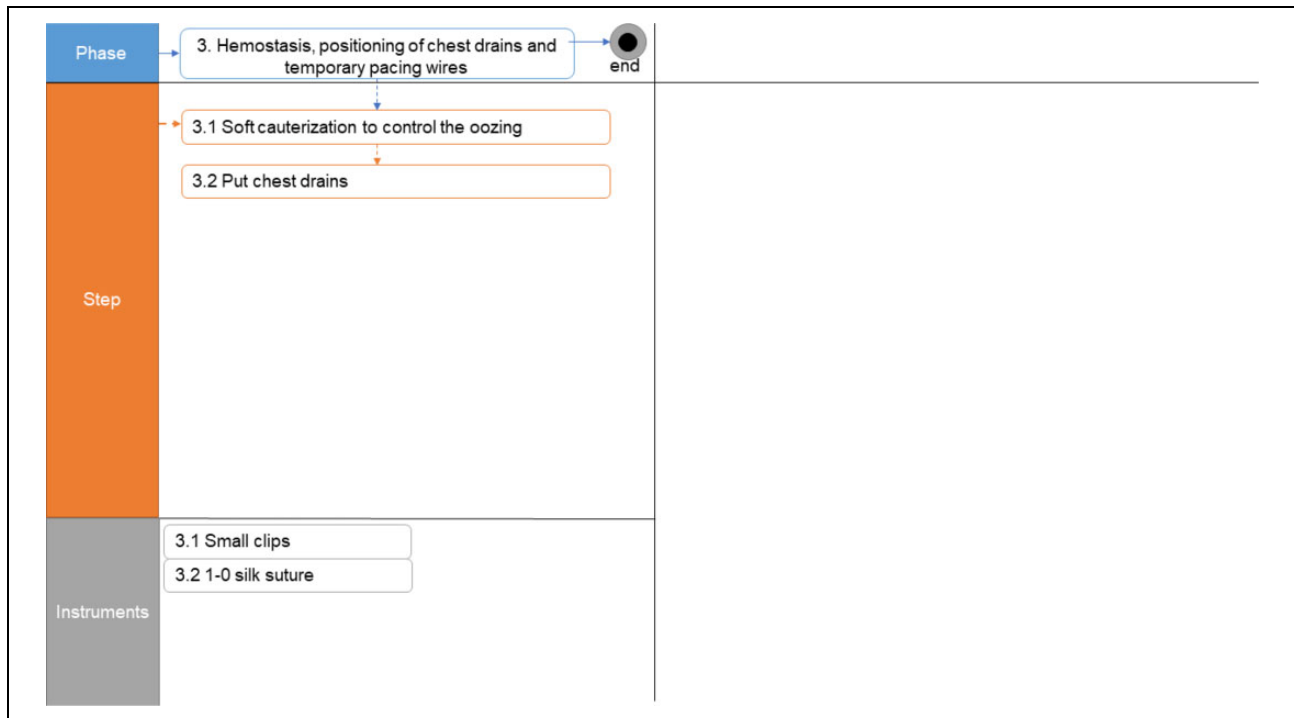 Phase
3. Hemostasis, positioning of chest drains and
temporary pacing wires
end
Step
3.1 Soft cauterization to control the oozing
3.2 Put chest drains
Instruments
3.1 Small clips
3.2 1-0 silk suture